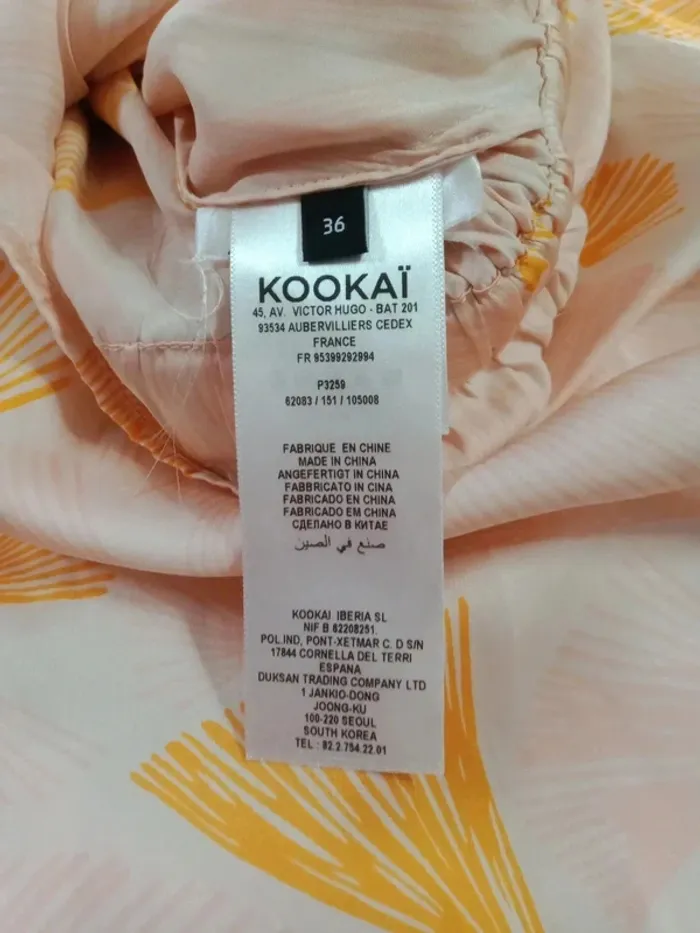 36
KOOKAÏ
45, AV. VICTOR HUGO - BAT 201
93534 AUBERVILLIERS CEDEX
FRANCE
FR 95399292994
P3259
62083 / 151 / 105008
FABRIQUE EN CHINE
MADE IN CHINA
ANGEFERTIGT IN CHINA
FABBRICATO IN CINA
FABRICADO EN CHINA
FABRICADO EM CHINA
СДЕЛАНО В КИТАЕ
صنع في الصين
KOOKAI IBERIA SL
NIF B 62208251.
POL.IND, PONT-XETMAR C. D S/N
17844 CORNELLA DEL TERRI
ESPANA
DUKSAN TRADING COMPANY LTD
1 JANKIO-DONG
JOONG-KU
100-220 SEOUL
SOUTH KOREA
TEL : 82.2.754.22.01